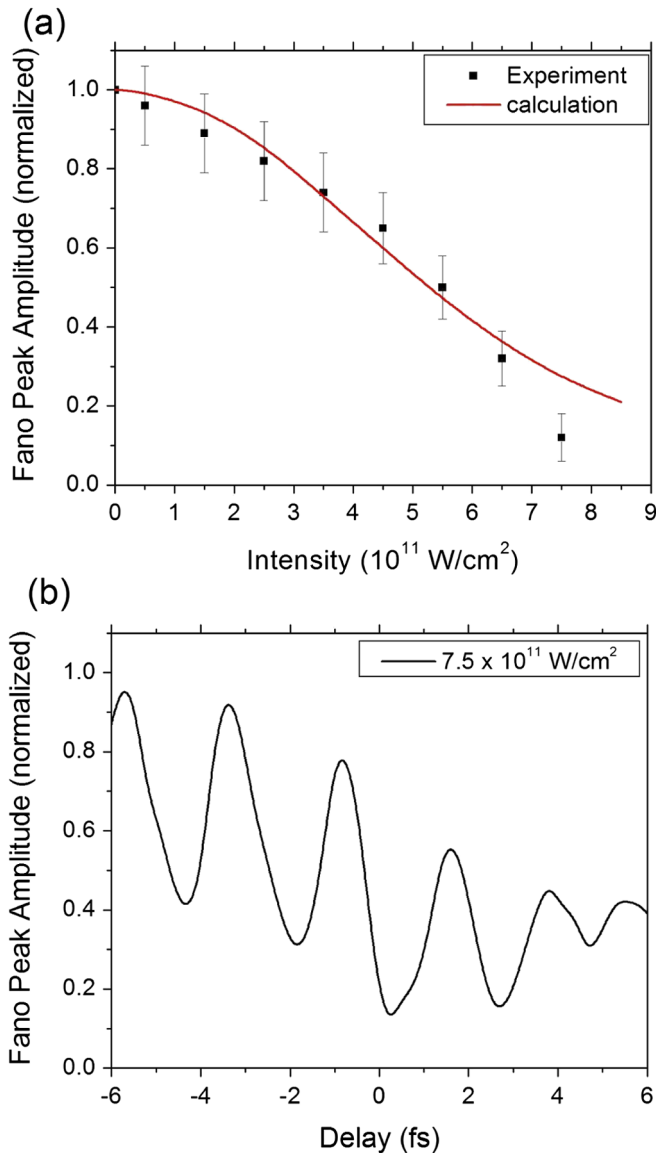 (a)
Experiment
calculation
Fano Peak Amplitude (normalized)
1.0
0.8
0.6
0.4
0.2
0.0
0 1 2 3 4 5 6 7 8 9
Intensity (10¹¹ W/cm²)
(b)
7.5 x 10¹¹ W/cm²
Fano Peak Amplitude (normalized)
1.0
0.8
0.6
0.4
0.2
0.0
-6 -4 -2 0 2 4 6
Delay (fs)